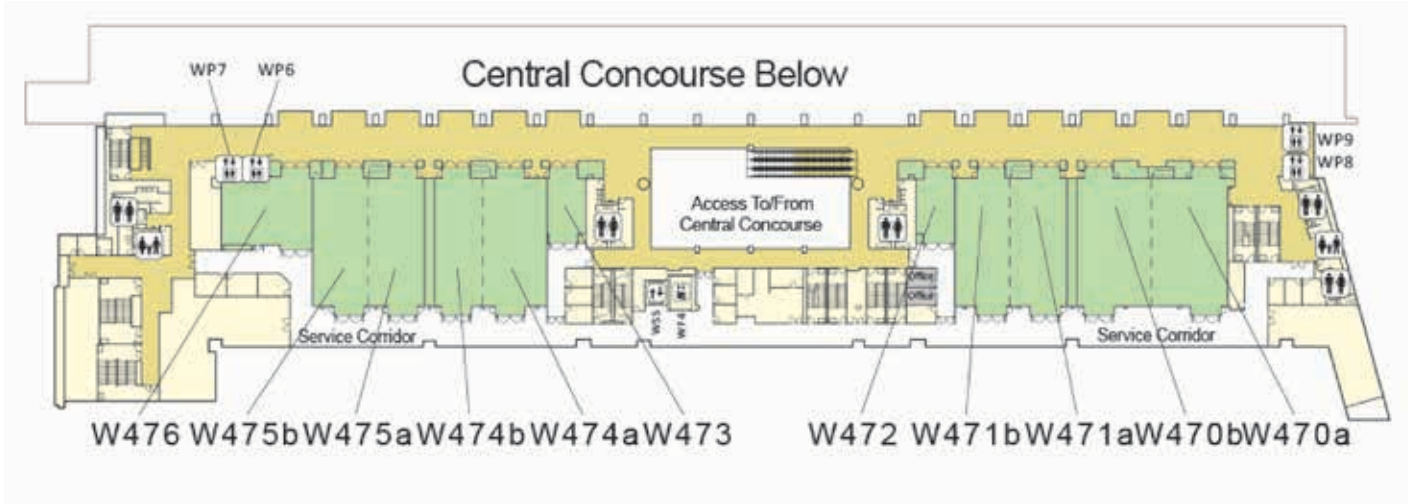 Central Concourse Below
WP7
WP6
WP9
WP8
Access To/From
Central Concourse
Office
Office
WS5
WP4
Service Corridor
Service Corridor
W476 W475b W475a W474b W474a W473 W472 W471b W471a W470b W470a